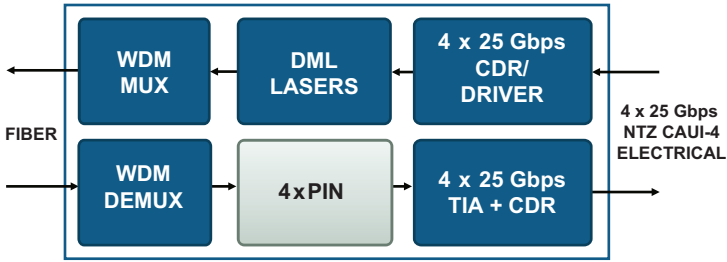 WDM
MUX
DML
LASERS
4 x 25 Gbps
CDR/
DRIVER
FIBER
4 x 25 Gbps
NTZ CAUI-4
ELECTRICAL
WDM
DEMUX
4xPIN
4 x 25 Gbps
TIA + CDR